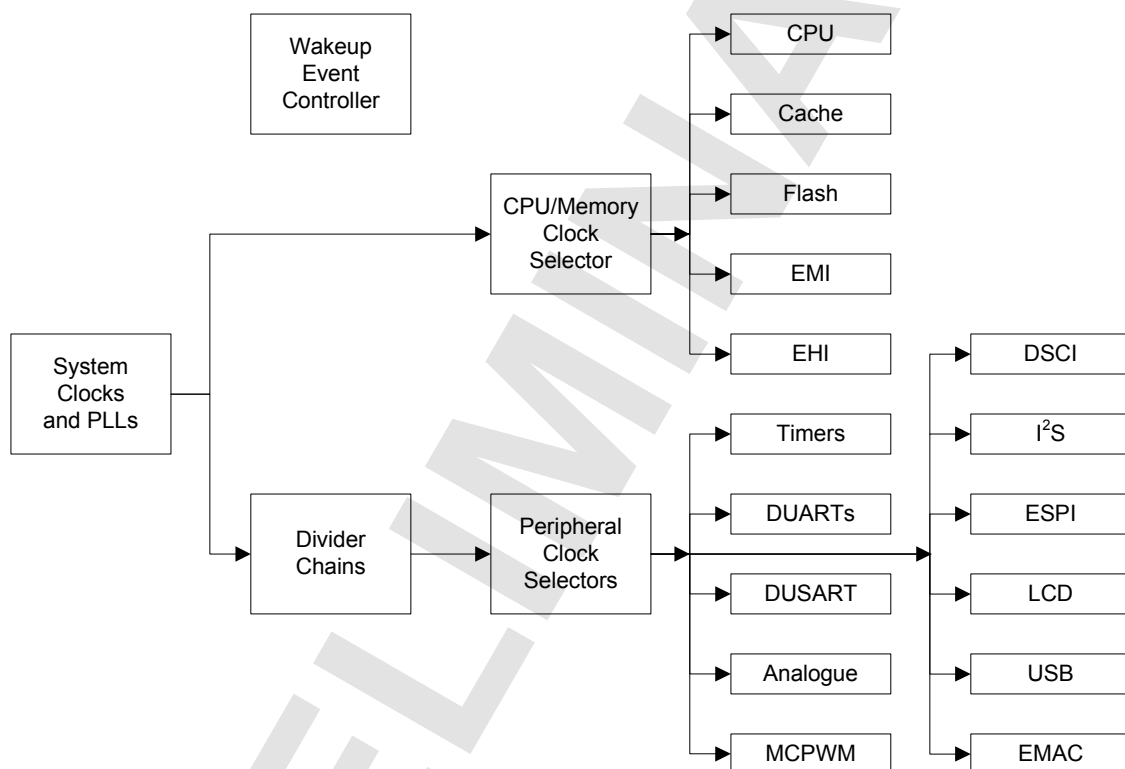 Wakeup
Event
Controller
CPU
Cache
Flash
EMI
EHI
CPU/Memory
Clock
Selector
System
Clocks
and PLLs
Divider
Chains
Peripheral
Clock
Selectors
Timers
DUARTs
DUSART
Analogue
MCPWM
DSCI
I²S
ESPI
LCD
USB
EMAC
ELIMINA